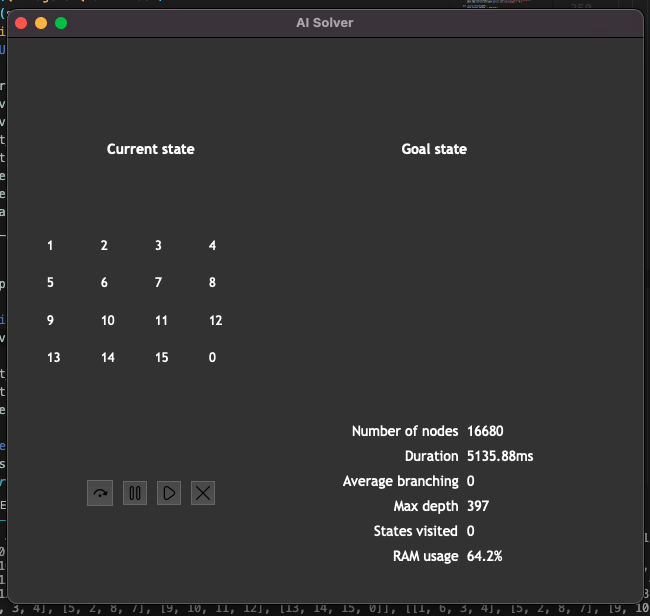 AI Solver
Current state
Goal state
1 2 3 4
5 6 7 8
9 10 11 12
13 14 15 0
Number of nodes 16680
Duration 5135.88ms
Average branching 0
Max depth 397
States visited 0
RAM usage 64.2%
, 3, 4], [5, 2, 8, 7], [9, 10, 11, 12], [13, 14, 15, 0]], [[1, 6, 3, 4], [5, 2, 8, 7], [9, 10